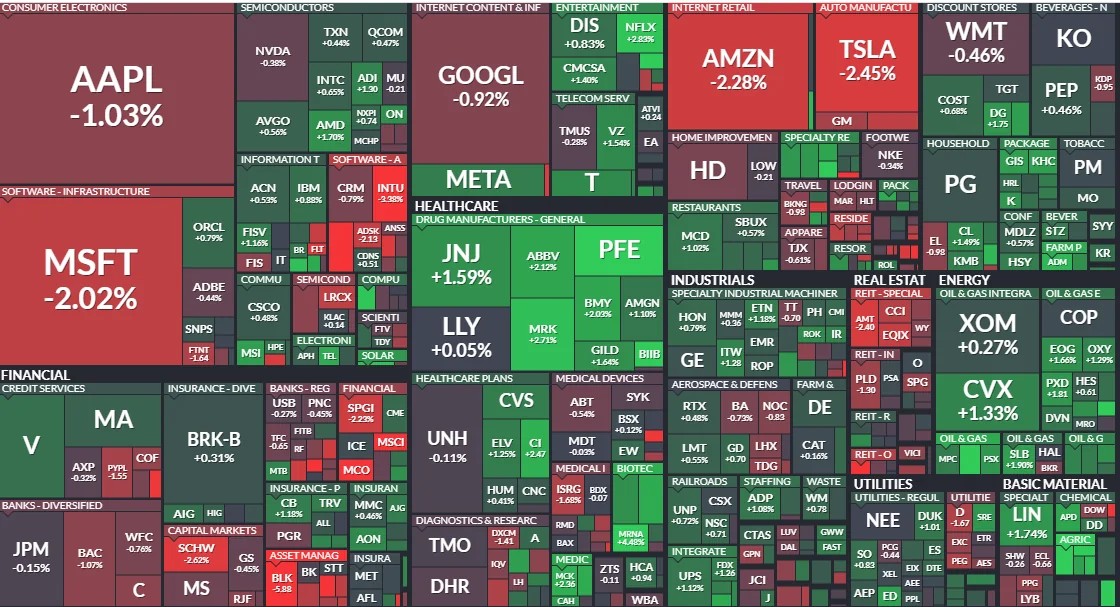 CONSUMER ELECTRONICS
AAPL
-1.03%
SOFTWARE - INFRASTRUCTURE
MSFT
-2.02%
ORCL
+0.79%
ADBE
-0.44%
SNPS
FTNT
-1.64
SEMICONDUCTORS
NVDA
-0.38%
TXN
+0.44%
QCOM
+0.47%
INTC
+0.65%
ADI
+1.30
MU
-0.21
AVGO
+0.56%
AMD
+1.70%
NXPI
+0.74
ON
MCHP
INFORMATION T
ACN
+0.53%
IBM
+0.88%
FISV
+1.16%
BR
FLT
FIS
IT
SOFTWARE - A
CRM
-0.79%
INTU
-3.38%
ADSK
-2.13
ANSS
CDNS
+0.51
COMMU
CSCO
+0.48%
MSI
HPE
SEMICOND
LRCX
KLAC
+0.14
COMPU
SCIENTI
FTV
TDY
ELECTRONI
APH
TEL
SOLAR
INTERNET CONTENT & INF
GOOGL
-0.92%
META
ENTERTAINMENT
DIS
+0.83%
NFLX
+2.83%
CMCSA
+1.40%
TELECOM SERV
TMUS
-0.28%
VZ
+1.54%
T
ATVI
+0.24
EA
INTERNET RETAIL
AMZN
-2.28%
AUTO MANUFACTU
TSLA
-2.45%
GM
HOME IMPROVEMEN
HD
LOW
-0.21
SPECIALTY RE
FOOTWE
NKE
-0.34%
RESTAURANTS
MCD
+1.02%
SBUX
+0.57%
TRAVEL
BKNG
-0.98
LODGIN
MAR
HLT
PACK
APPARE
TJX
-0.61%
RESIDE
RESOR
ROL
DISCOUNT STORES
WMT
-0.46%
COST
+0.68%
TGT
DG
+1.75
BEVERAGES - N
KO
PEP
+0.46%
KDP
-0.95
HOUSEHOLD
PG
EL
-0.98
CL
+1.49%
KMB
PACKAGE
GIS
KHC
HRL
K
TOBACC
PM
MO
CONF
MDLZ
+0.57%
HSY
BEVER
STZ
FARM P
ADM
SYY
KR
HEALTHCARE
DRUG MANUFACTURERS - GENERAL
JNJ
+1.59%
LLY
+0.05%
ABBV
+2.12%
MRK
+2.71%
PFE
BMY
+2.03%
AMGN
+1.10%
GILD
+1.64%
BIIB
HEALTHCARE PLANS
UNH
-0.11%
CVS
ELV
+1.25%
CI
+2.47
HUM
+0.41%
CNC
MEDICAL DEVICES
ABT
-0.54%
SYK
BSX
+0.12%
MDT
-0.03%
EW
MEDICAL I
ISRG
-1.68%
BDX
-0.07
RMD
BAX
BIOTEC
MRNA
+4.48%
DIAGNOSTICS & RESEARC
TMO
DXCM
-1.41
A
DHR
IQV
LH
MEDIC
MCK
+2.36
CAH
ZTS
-0.11
HCA
+0.94
WBA
INDUSTRIALS
SPECIALTY INDUSTRIAL MACHINER
HON
+0.79%
MMM
+0.36
ETN
+1.18%
TT
-0.70
PH
CMI
EMR
ROK
IR
GE
ITW
+1.28
ROP
AEROSPACE & DEFENS
RTX
+0.48%
BA
-0.73%
NOC
-0.83
LMT
+0.55%
GD
+0.70
LHX
TDG
FARM &
DE
CAT
+0.16%
RAILROADS
UNP
+0.72%
CSX
NSC
+0.71
STAFFING
ADP
+1.08%
CTAS
WASTE
WM
+0.78
INTEGRATE
UPS
+1.12%
FDX
+1.26
GPN
LUV
DAL
GWW
FAST
JCI
J
REAL ESTAT
REIT - SPECIAL
AMT
-2.40
CCI
EQIX
WY
REIT - IN
PLD
-1.30
PSA
O
SPG
REIT - R
REIT - O
VICI
ENERGY
OIL & GAS INTEGRA
XOM
+0.27%
CVX
+1.33%
OIL & GAS E
COP
EOG
+1.66%
OXY
+1.29%
PXD
+1.81
HES
+0.61
DVN
MRO
OIL & GAS
MPC
PSX
OIL & GAS
SLB
+1.90%
HAL
BKR
OIL & G
UTILITIES
UTILITIES - REGUL
NEE
DUK
+1.01
SO
+0.83
PCG
-0.44
ES
XEL
EIX
DTE
AEP
AEE
ED
PPL
UTILITIE
D
-1.67
SRE
EXC
ETR
PEG
AES
BASIC MATERIAL
SPECIALT
LIN
+1.74%
SHW
-0.26
ECL
-0.66
PPG
LYB
CHEMICAL
APD
DOW
DD
AGRIC
FINANCIAL
CREDIT SERVICES
V
MA
AXP
-0.32%
PYPL
-1.55
COF
BANKS - DIVERSIFIED
JPM
-0.15%
BAC
-1.07%
WFC
-0.76%
C
INSURANCE - DIVE
BRK-B
+0.31%
AIG
HIG
CAPITAL MARKETS
SCHW
-2.62%
GS
-0.45%
MS
RJF
BANKS - REG
USB
-0.27%
PNC
-0.45%
TFC
-0.65
FITB
RF
MTB
FINANCIAL
SPGI
-2.23%
CME
ICE
MSCI
MCO
INSURANCE - P
CB
+1.18%
TRV
PGR
ALL
INSURAN
MMC
+0.46%
AJG
AON
ASSET MANAG
BLK
-5.88
BK
STT
INSURA
MET
AFL